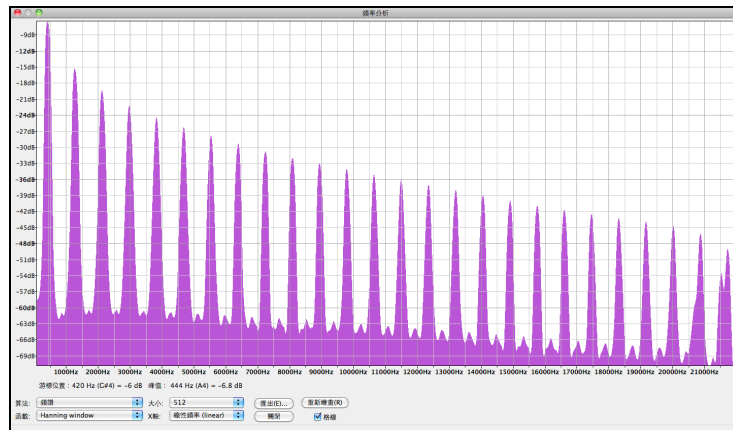 頻率分析
-9dB
-12dB
-15dB
-18dB
-21dB
-24dB
-27dB
-30dB
-33dB
-36dB
-39dB
-42dB
-45dB
-48dB
-51dB
-54dB
-57dB
-60dB
-63dB
-66dB
-69dB
1000Hz 2000Hz 3000Hz 4000Hz 5000Hz 6000Hz 7000Hz 8000Hz 9000Hz 10000Hz 11000Hz 12000Hz 13000Hz 14000Hz 15000Hz 16000Hz 17000Hz 18000Hz 19000Hz 20000Hz 21000Hz
游標位置：420 Hz (G#4) = -6 dB 峰值：444 Hz (A4) = -6.8 dB
算法： 頻譜 大小： 512 匯出(E)... 重新繪畫(R)
函數： Hanning window X軸： 線性頻率 (linear) 關閉 格線